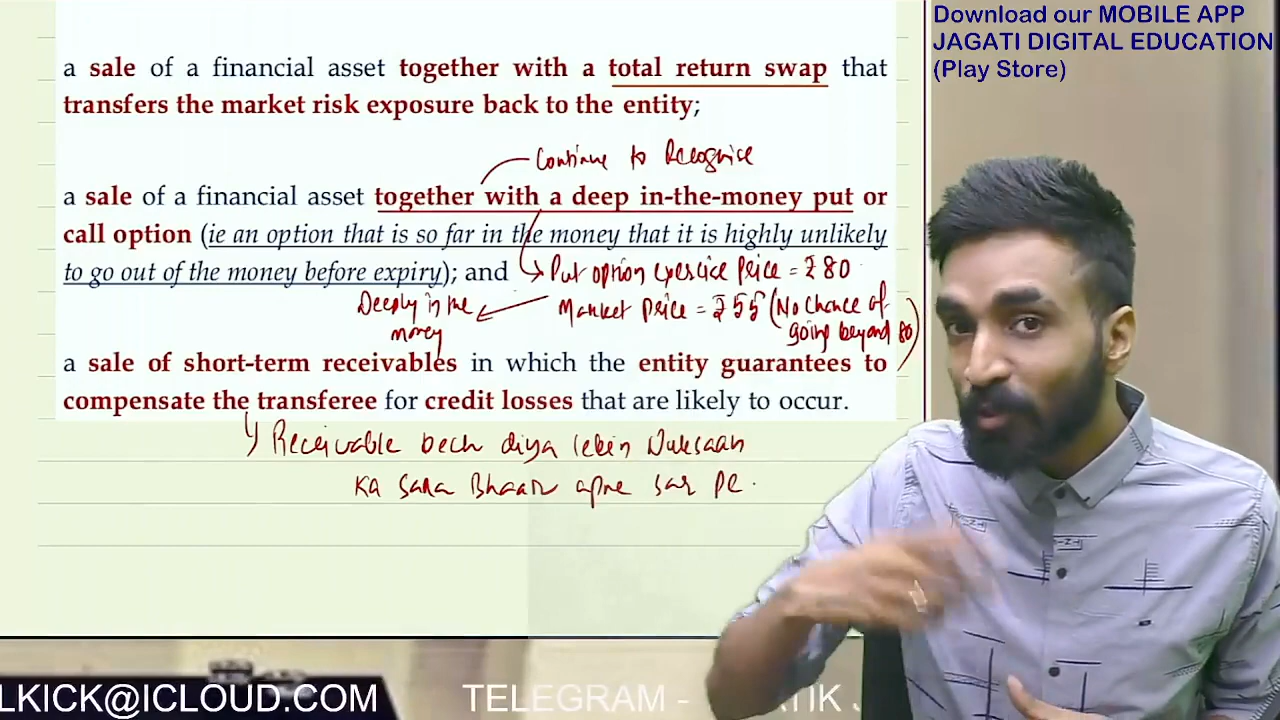 Download our MOBILE APP
JAGATI DIGITAL EDUCATION
(Play Store)
a sale of a financial asset together with a total return swap that
transfers the market risk exposure back to the entity;
Continue to Recognise
a sale of a financial asset together with a deep in-the-money put or
call option (ie an option that is so far in the money that it is highly unlikely
to go out of the money before expiry); and
Put option exercise Price = ₹80
Deeply in the
money
Market Price = ₹55 (No chance of
going beyond 80)
a sale of short-term receivables in which the entity guarantees to
compensate the transferee for credit losses that are likely to occur.
Receivable bech diya lekin Nuksaan
Ka Sara Bhaar apne sar pe.
LKICK@ICLOUD.COM
TELEGRAM -